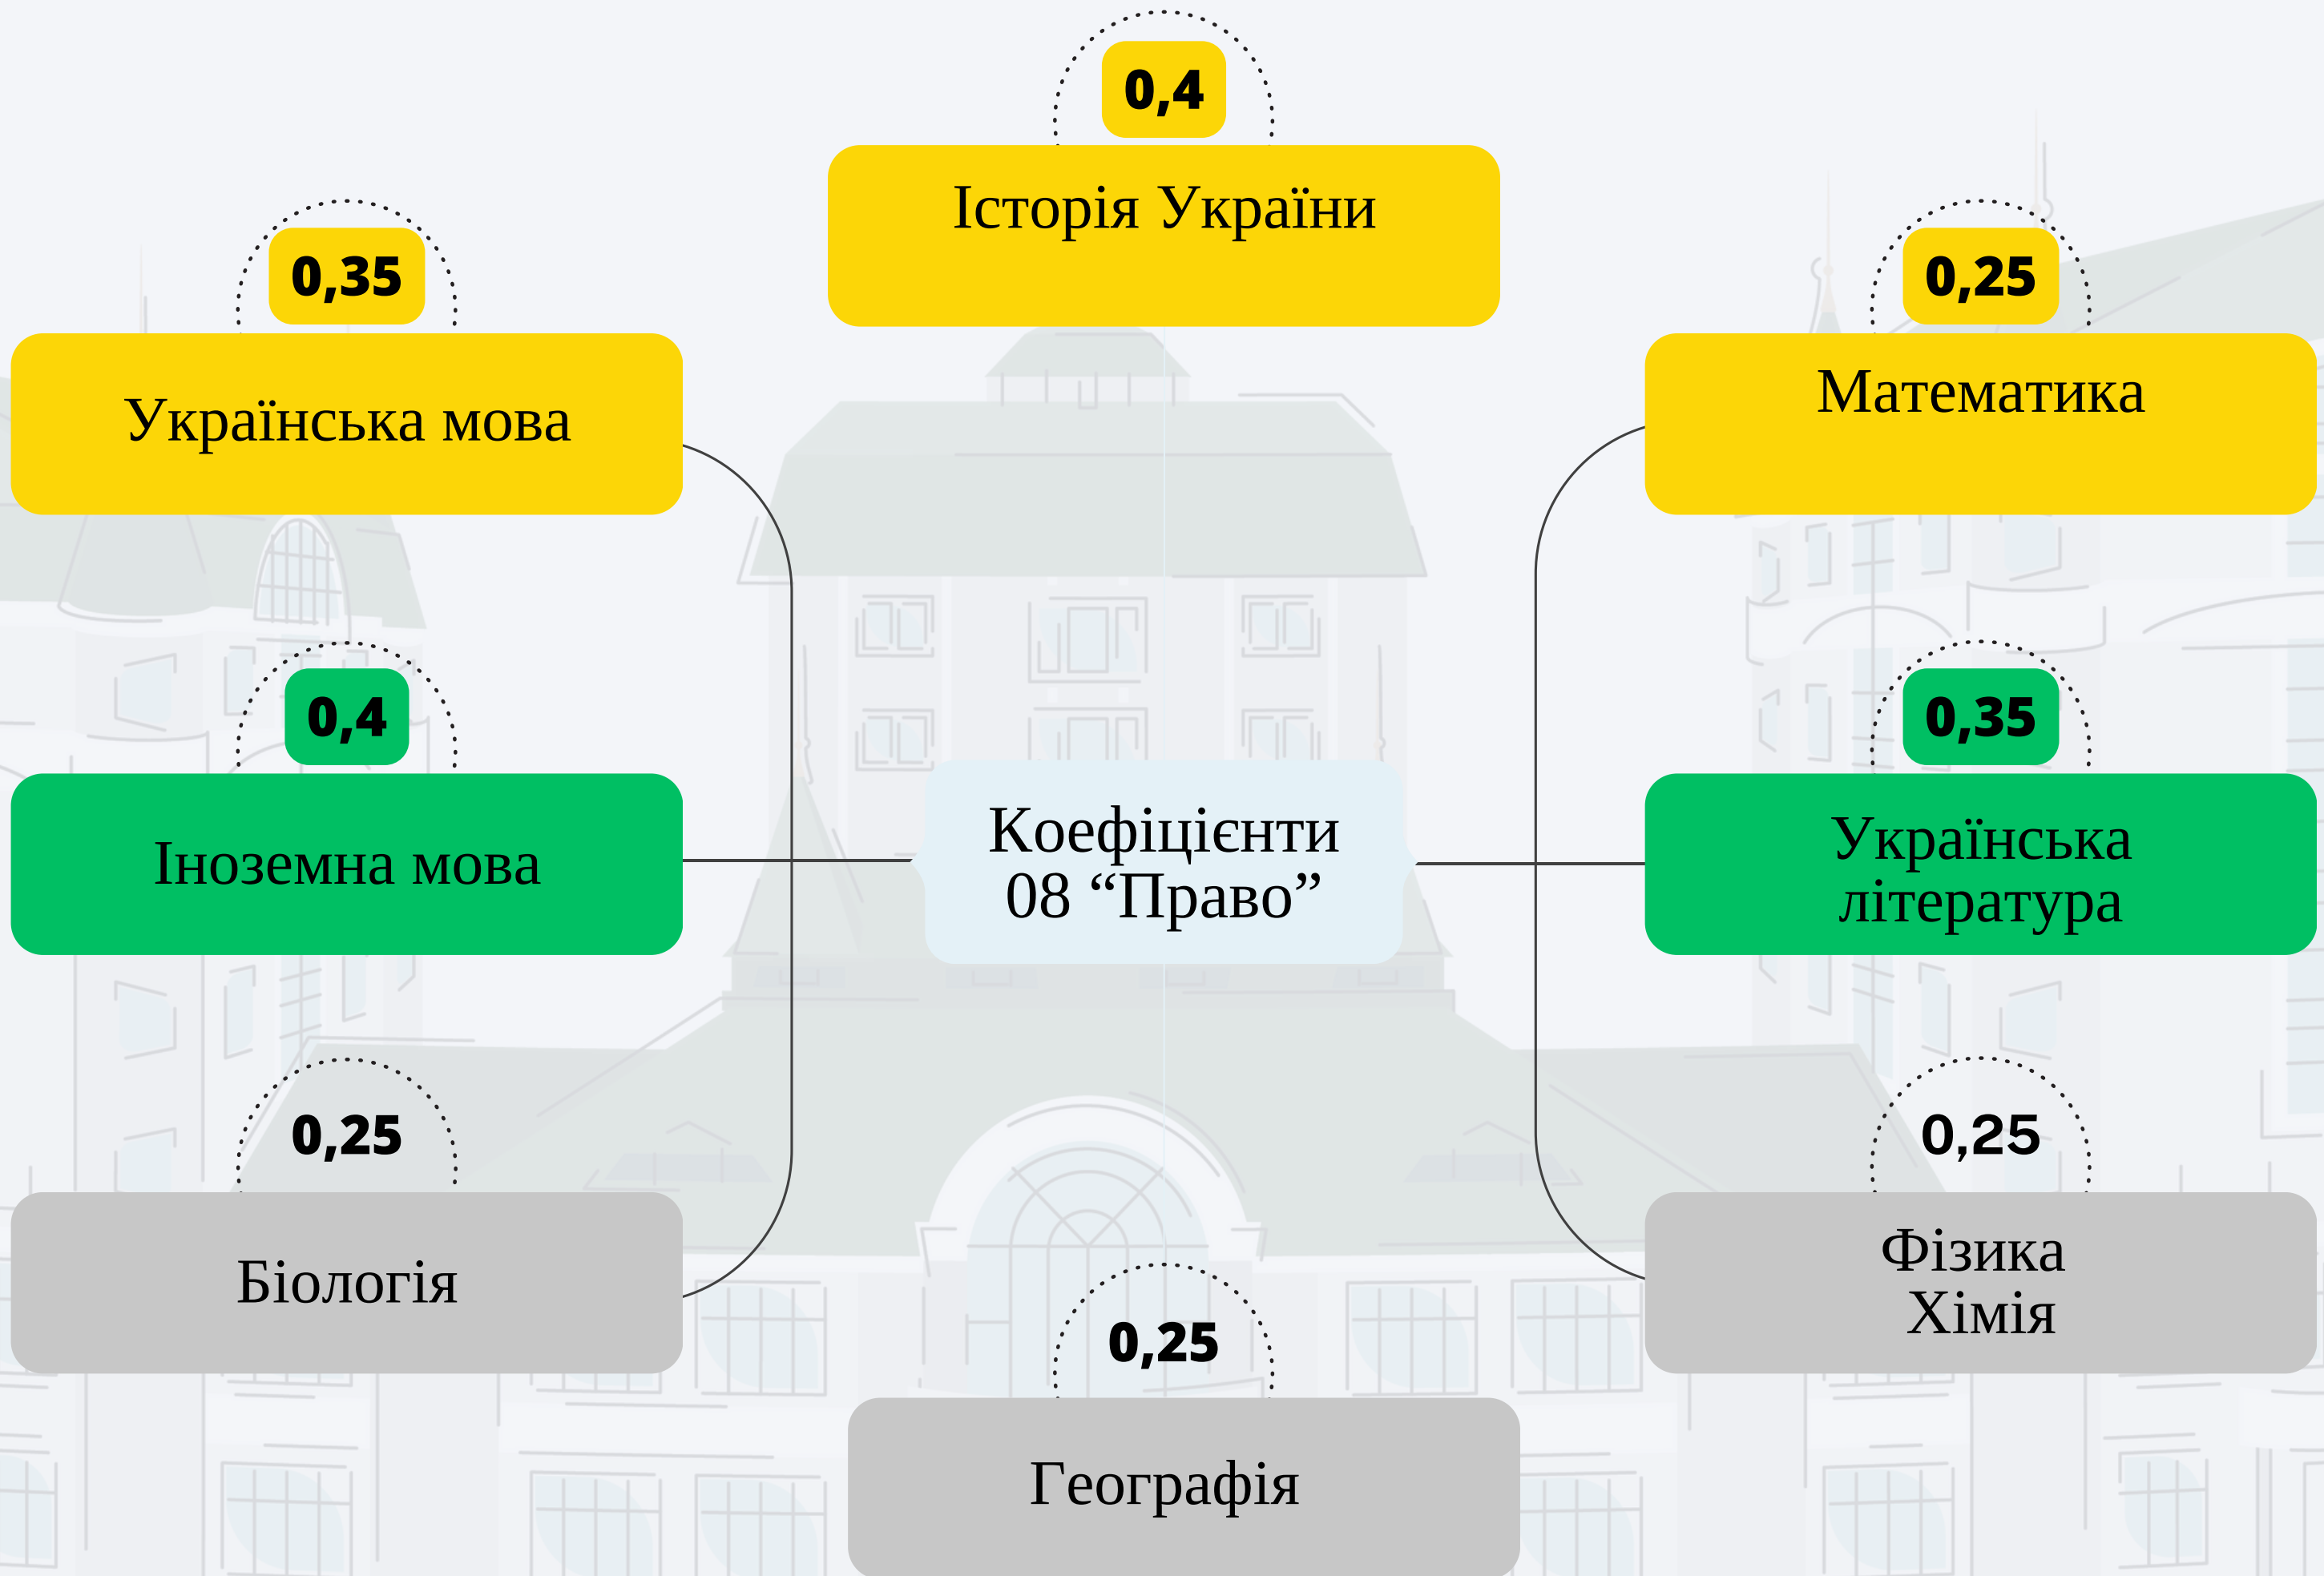 0,4
Історія України
0,35
Українська мова
0,25
Математика
0,4
Іноземна мова
Коефіцієнти
08 “Право”
0,35
Українська
література
0,25
Біологія
0,25
Фізика
Хімія
0,25
Географія